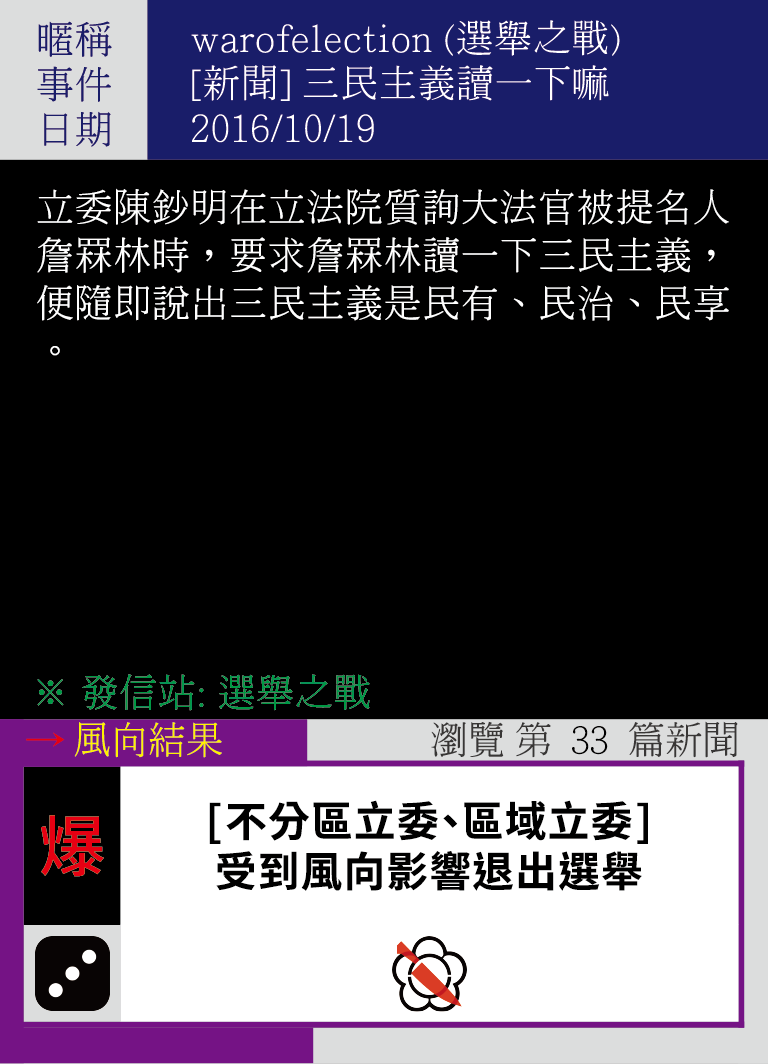 暱稱 warofelection (選舉之戰)
事件 [新聞] 三民主義讀一下嘛
日期 2016/10/19
立委陳鈔明在立法院質詢大法官被提名人
詹冧林時，要求詹冧林讀一下三民主義，
便隨即說出三民主義是民有、民治、民享
。
※ 發信站: 選舉之戰
→ 風向結果
瀏覽 第 33 篇新聞
爆
[不分區立委、區域立委]
受到風向影響退出選舉